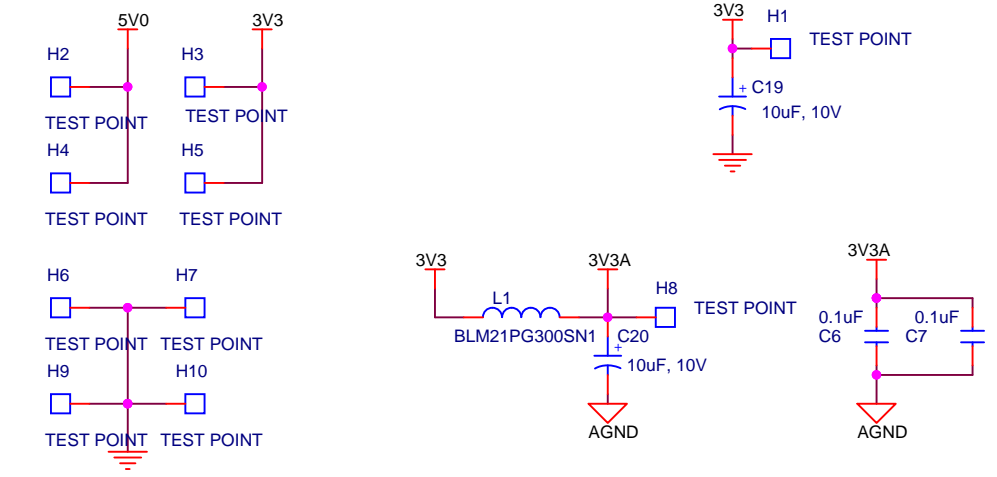 5V0
3V3
H2
H3
TEST POINT
TEST POINT
H4
H5
TEST POINT
TEST POINT
3V3
H1
TEST POINT
+
C19
10uF, 10V
H6
H7
TEST POINT
TEST POINT
H9
H10
TEST POINT
TEST POINT
3V3
3V3A
L1
H8
TEST POINT
BLM21PG300SN1
C20
+
10uF, 10V
AGND
3V3A
0.1uF
C6
0.1uF
C7
AGND